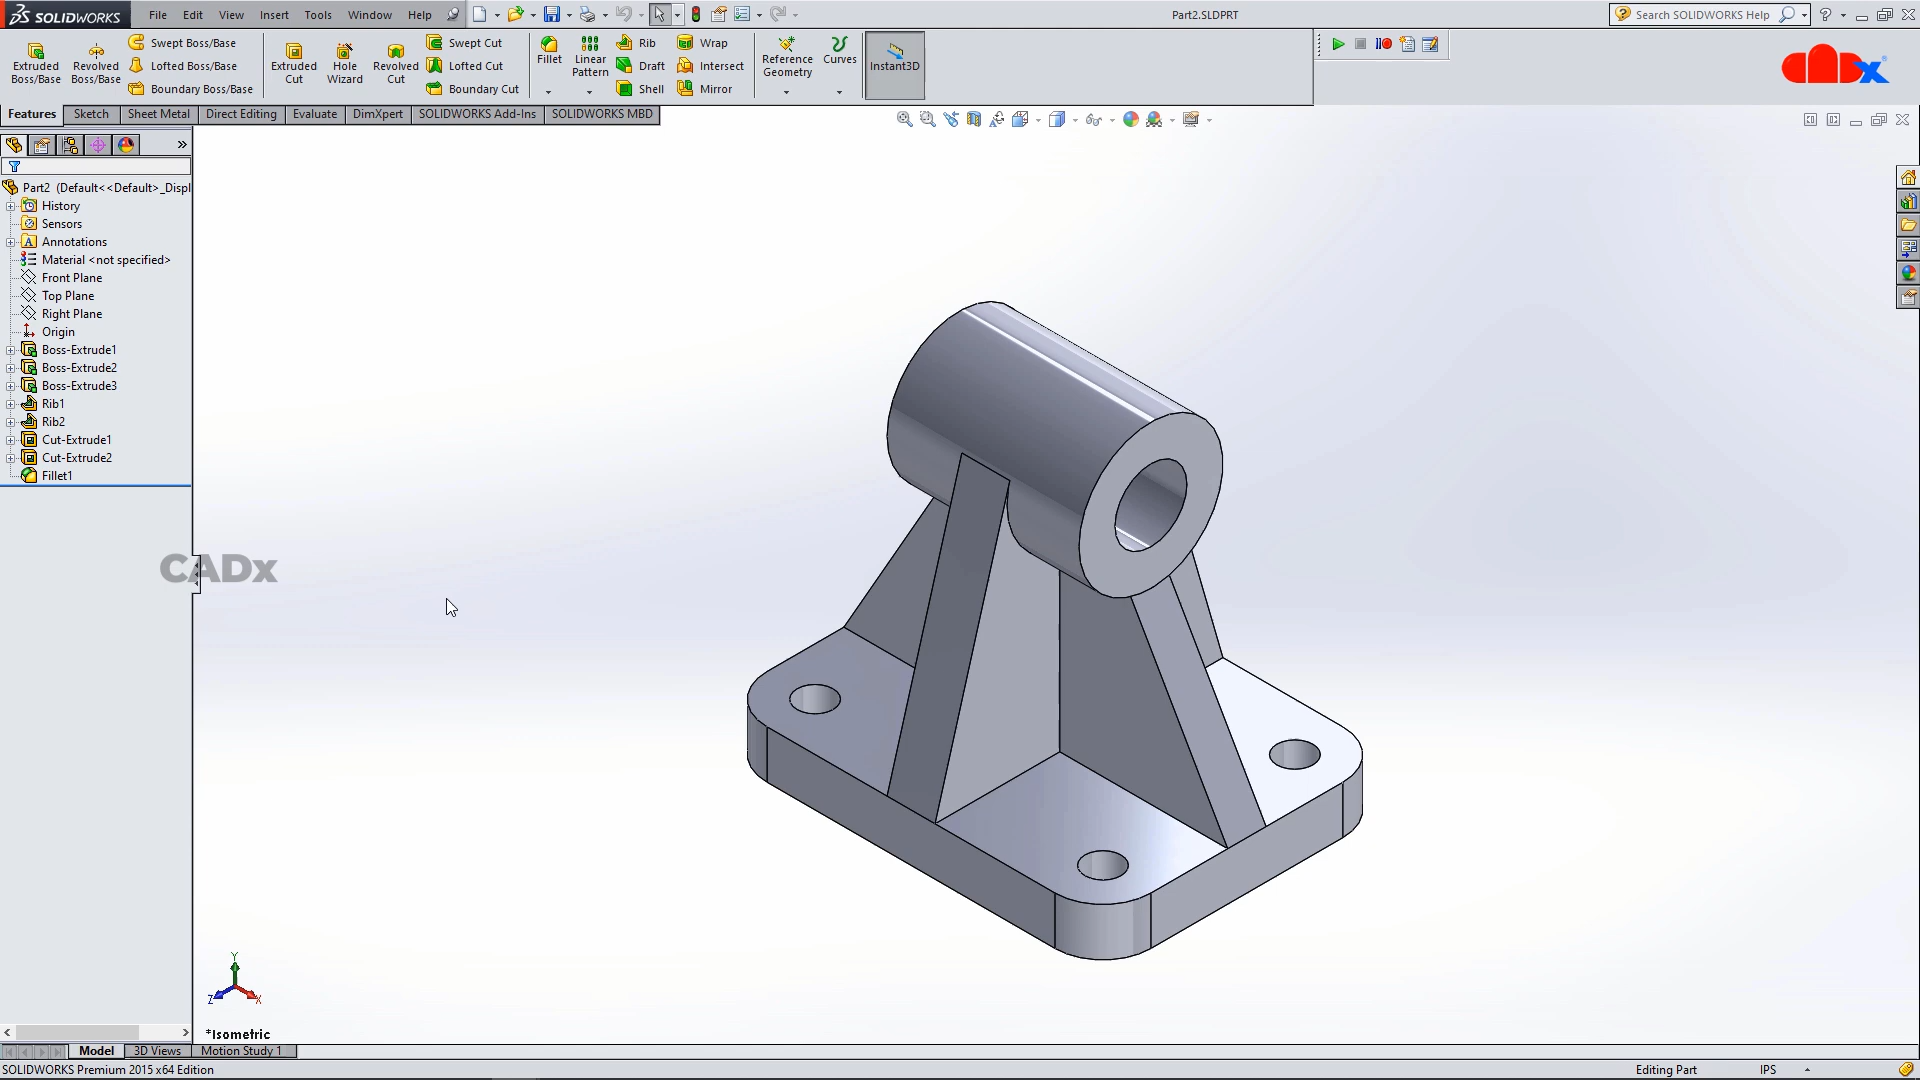 SOLIDWORKS File Edit View Insert Tools Window Help Part2.SLDPRT Search SOLIDWORKS Help
Extruded Boss/Base
Revolved Boss/Base
Swept Boss/Base
Lofted Boss/Base
Boundary Boss/Base
Extruded Cut
Hole Wizard
Revolved Cut
Swept Cut
Lofted Cut
Boundary Cut
Fillet
Linear Pattern
Rib
Draft
Shell
Wrap
Intersect
Mirror
Reference Geometry
Curves
Instant3D
CADx
Features Sketch Sheet Metal Direct Editing Evaluate DimXpert SOLIDWORKS Add-Ins SOLIDWORKS MBD
Part2 (Default<<Default>_Displ
History
Sensors
Annotations
Material <not specified>
Front Plane
Top Plane
Right Plane
Origin
Boss-Extrude1
Boss-Extrude2
Boss-Extrude3
Rib1
Rib2
Cut-Extrude1
Cut-Extrude2
Fillet1
CADx
Y
Z X
*Isometric
Model 3D Views Motion Study 1
SOLIDWORKS Premium 2015 x64 Edition Editing Part IPS